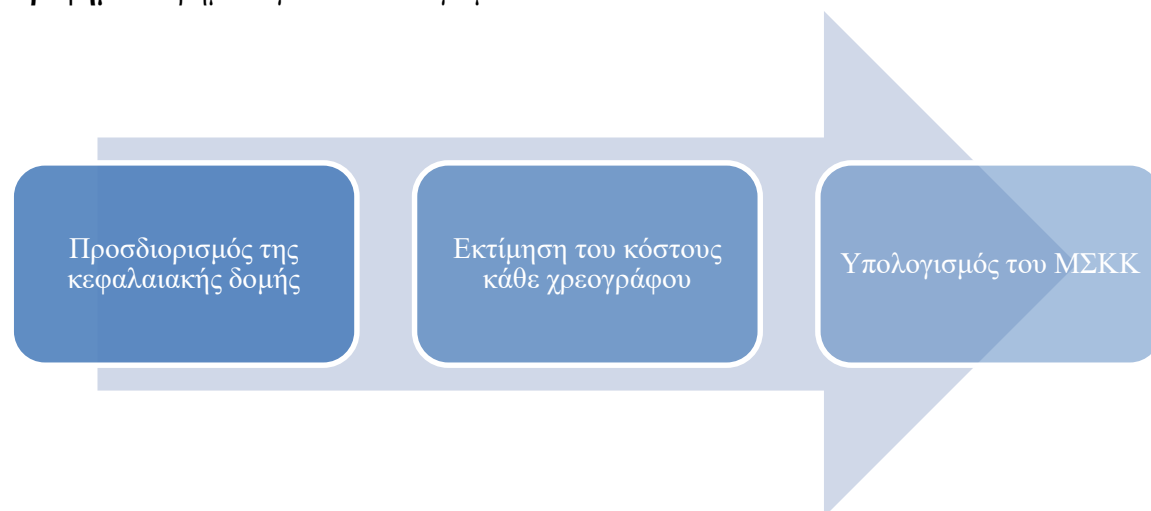 Προσδιορισμός της
κεφαλαιακής δομής
Εκτίμηση του κόστους
κάθε χρεογράφου
Υπολογισμός του ΜΣΚΚ